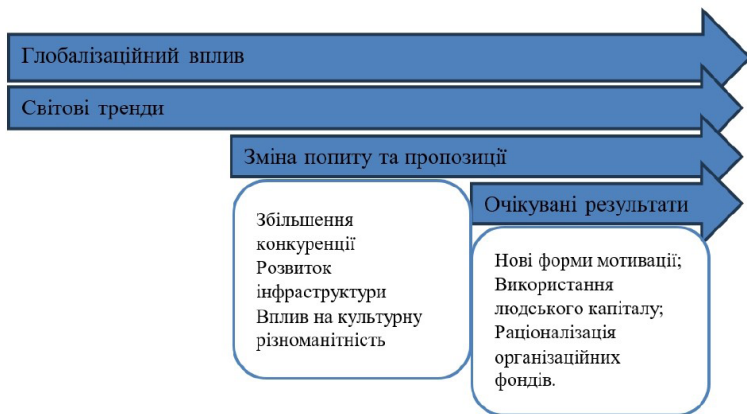 Глобалізаційний вплив
Світові тренди
Зміна попиту та пропозиції
Очікувані результати
Збільшення
конкуренції
Розвиток
інфраструктури
Вплив на культурну
різноманітність
Нові форми мотивації;
Використання
людського капіталу;
Раціоналізація
організаційних
фондів.